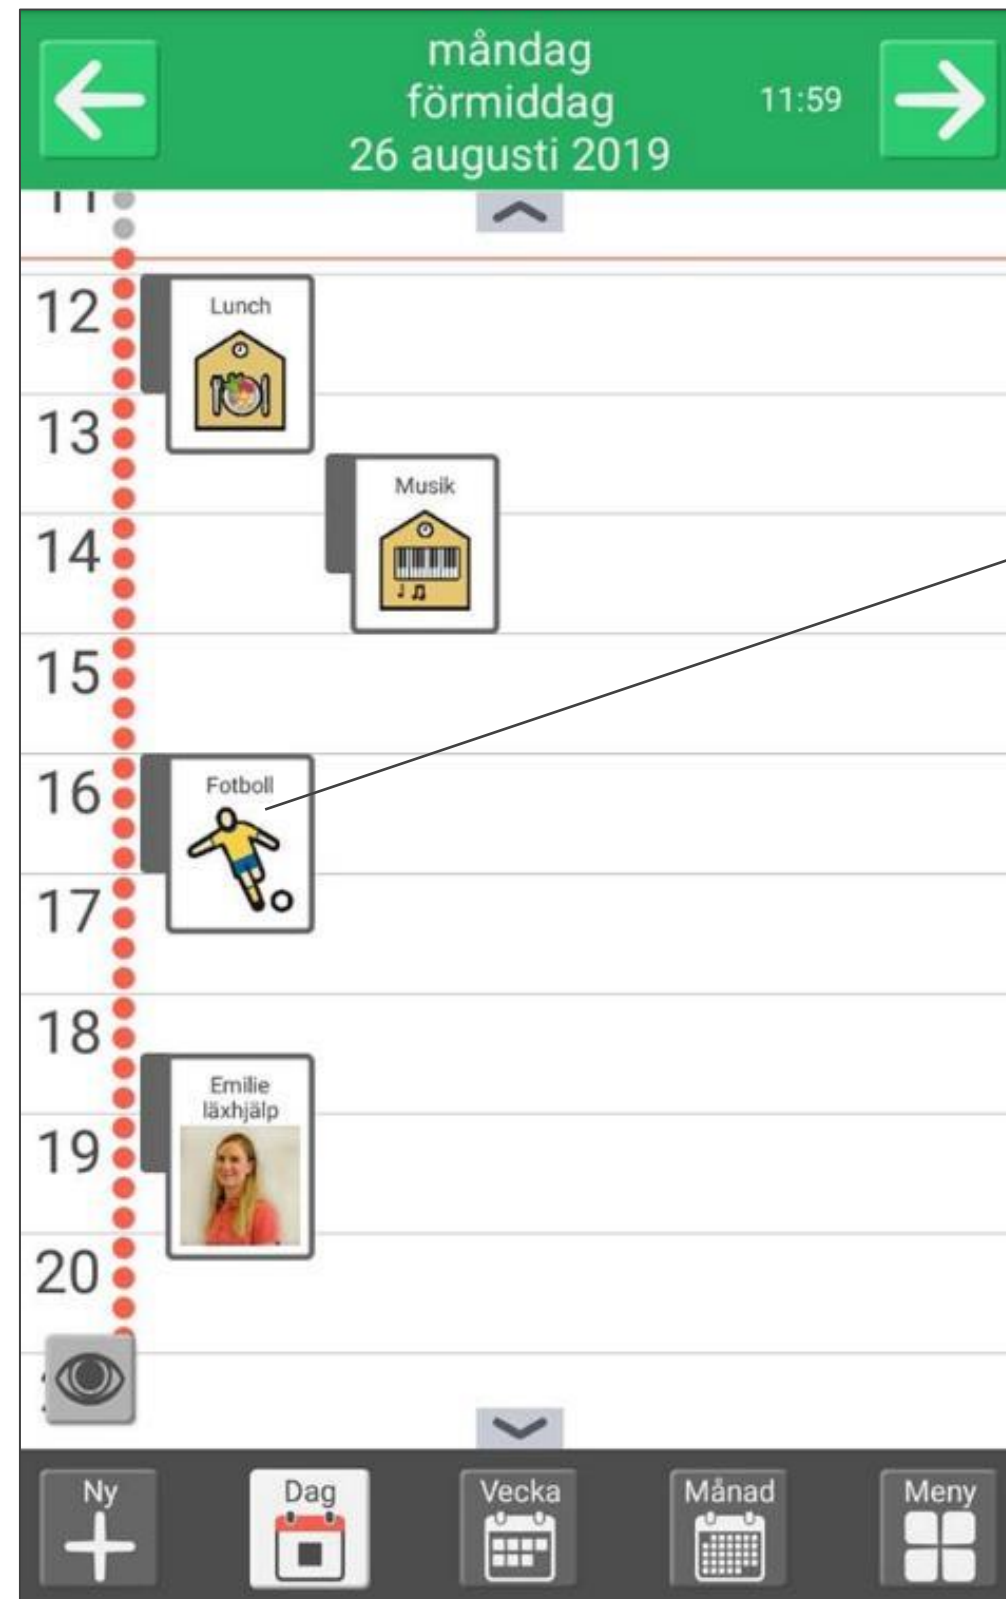 måndag
förmiddag
11:59
26 augusti 2019
11
12
Lunch
13
Musik
14
15
16
Fotboll
17
18
Emilie
läxhjälp
19
20
Ny
Dag
Vecka
Månad
Meny